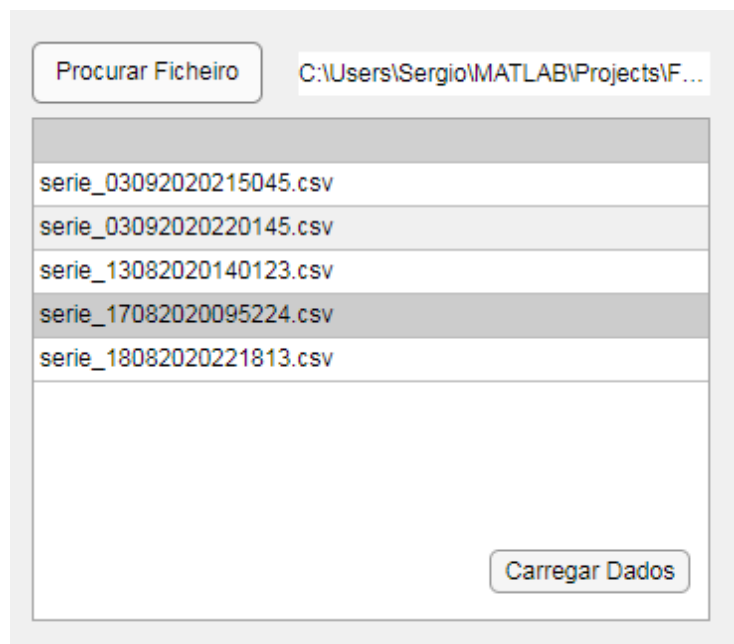 Procurar Ficheiro
C:\Users\Sergio\MATLAB\Projects\F...
serie_03092020215045.csv
serie_03092020220145.csv
serie_13082020140123.csv
serie_17082020095224.csv
serie_18082020221813.csv
Carregar Dados